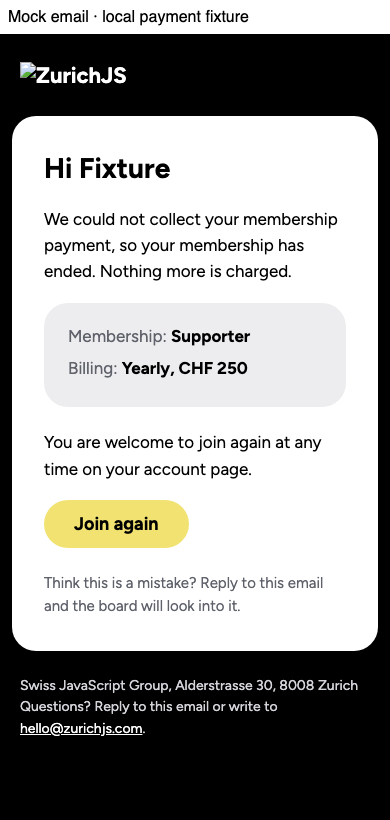 Mock email · local payment fixture
ZurichJS
Hi Fixture
We could not collect your membership
payment, so your membership has
ended. Nothing more is charged.
Membership: Supporter
Billing: Yearly, CHF 250
You are welcome to join again at any
time on your account page.
Join again
Think this is a mistake? Reply to this email
and the board will look into it.
Swiss JavaScript Group, Alderstrasse 30, 8008 Zurich
Questions? Reply to this email or write to
hello@zurichjs.com.